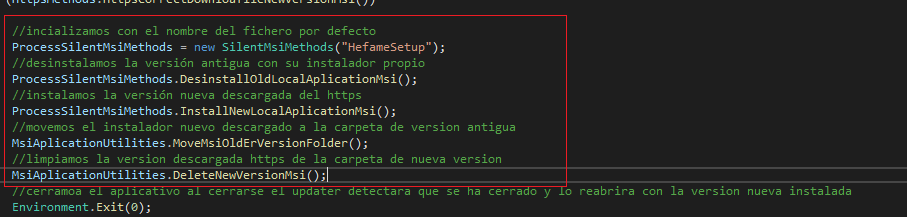 (HttpsMethods.HttpsCorrectDownloaFileNewVersionMsi())
//incializamos con el nombre del fichero por defecto
ProcessSilentMsiMethods = new SilentMsiMethods("HefameSetup");
//desinstalamos la versión antigua con su instalador propio
ProcessSilentMsiMethods.DesinstallOldLocalAplicationMsi();
//instalamos la versión nueva descargada del https
ProcessSilentMsiMethods.InstallNewLocalAplicationMsi();
//movemos el instalador nuevo descargado a la carpeta de version antigua
MsiAplicationUtilities.MoveMsiOldErVersionFolder();
//limpiamos la version descargada https de la carpeta de nueva version
MsiAplicationUtilities.DeleteNewVersionMsi();
//cerramoa el aplicativo al cerrarse el updater detectara que se ha cerrado y lo reabrira con la version nueva instalada
Environment.Exit(0);